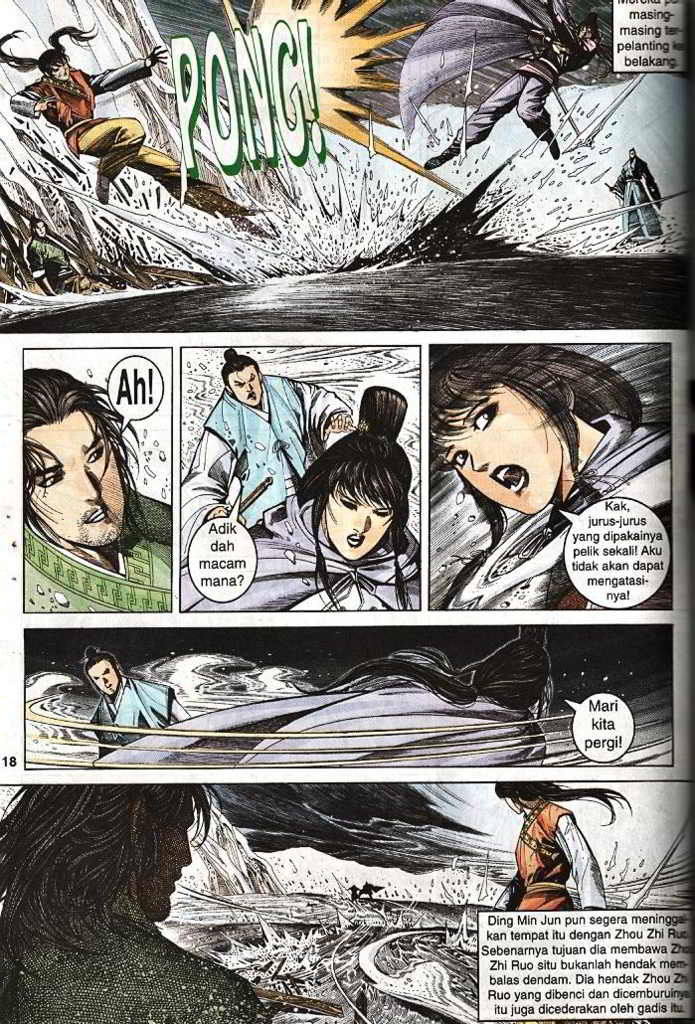 Mereka pun
masing-
masing ter-
pelanting ke
belakang.
PONG!
Ah!
Adik
dah
macam
mana?
Kak,
jurus-jurus
yang dipakainya
pelik sekali! Aku
tidak akan dapat
mengatasi-
nya!
Mari
kita
pergi!
18
Ding Min Jun pun segera meningga-
kan tempat itu dengan Zhou Zhi Ruo.
Sebenarnya tujuan dia membawa Zhou
Zhi Ruo situ bukanlah hendak mem-
balas dendam. Dia hendak Zhou Zhi
Ruo yang dibenci dan dicemburuinya
itu juga dicederakan oleh gadis itu.